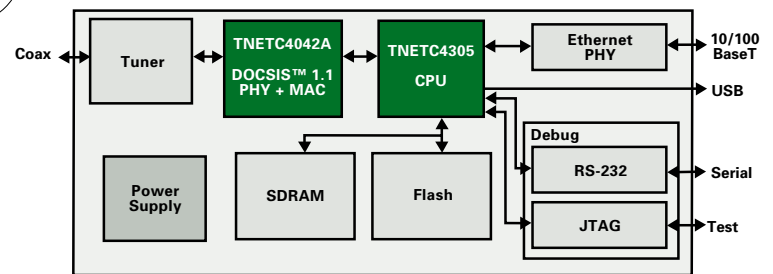 Coax
Tuner
TNETC4042A
DOCSIS™ 1.1
PHY + MAC
TNETC4305
CPU
Ethernet
PHY
10/100
BaseT
USB
Debug
RS-232
Serial
JTAG
Test
Power
Supply
SDRAM
Flash